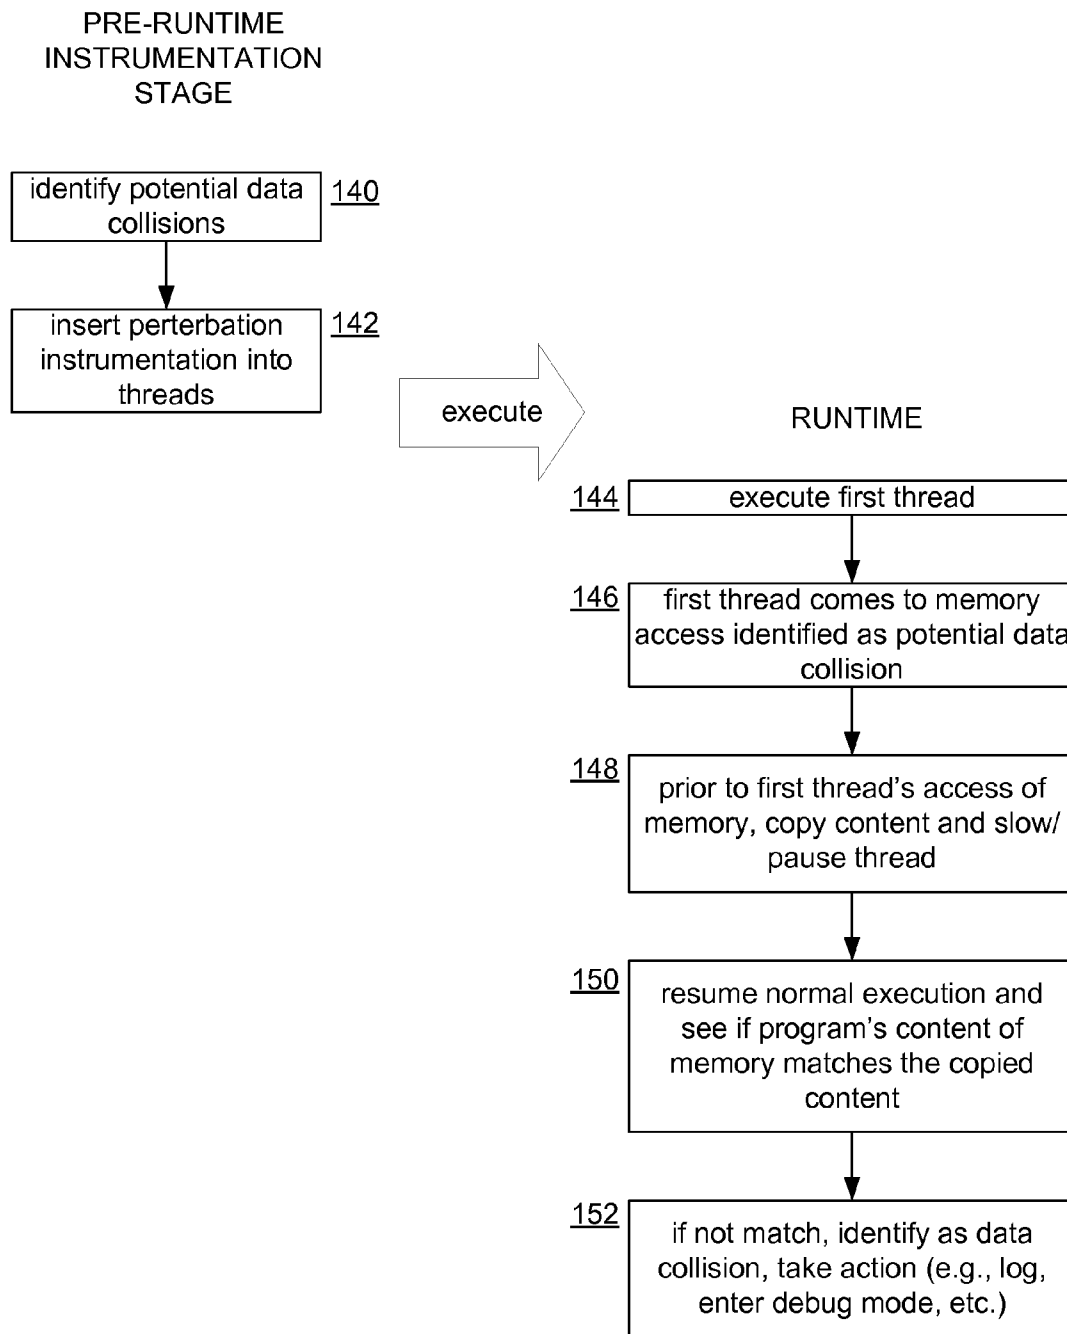 PRE-RUNTIME
INSTRUMENTATION
STAGE
identify potential data
collisions
140
insert perterbation
instrumentation into
threads
142
execute
RUNTIME
144
execute first thread
146
first thread comes to memory
access identified as potential data
collision
148
prior to first thread's access of
memory, copy content and slow/
pause thread
150
resume normal execution and
see if program's content of
memory matches the copied
content
152
if not match, identify as data
collision, take action (e.g., log,
enter debug mode, etc.)